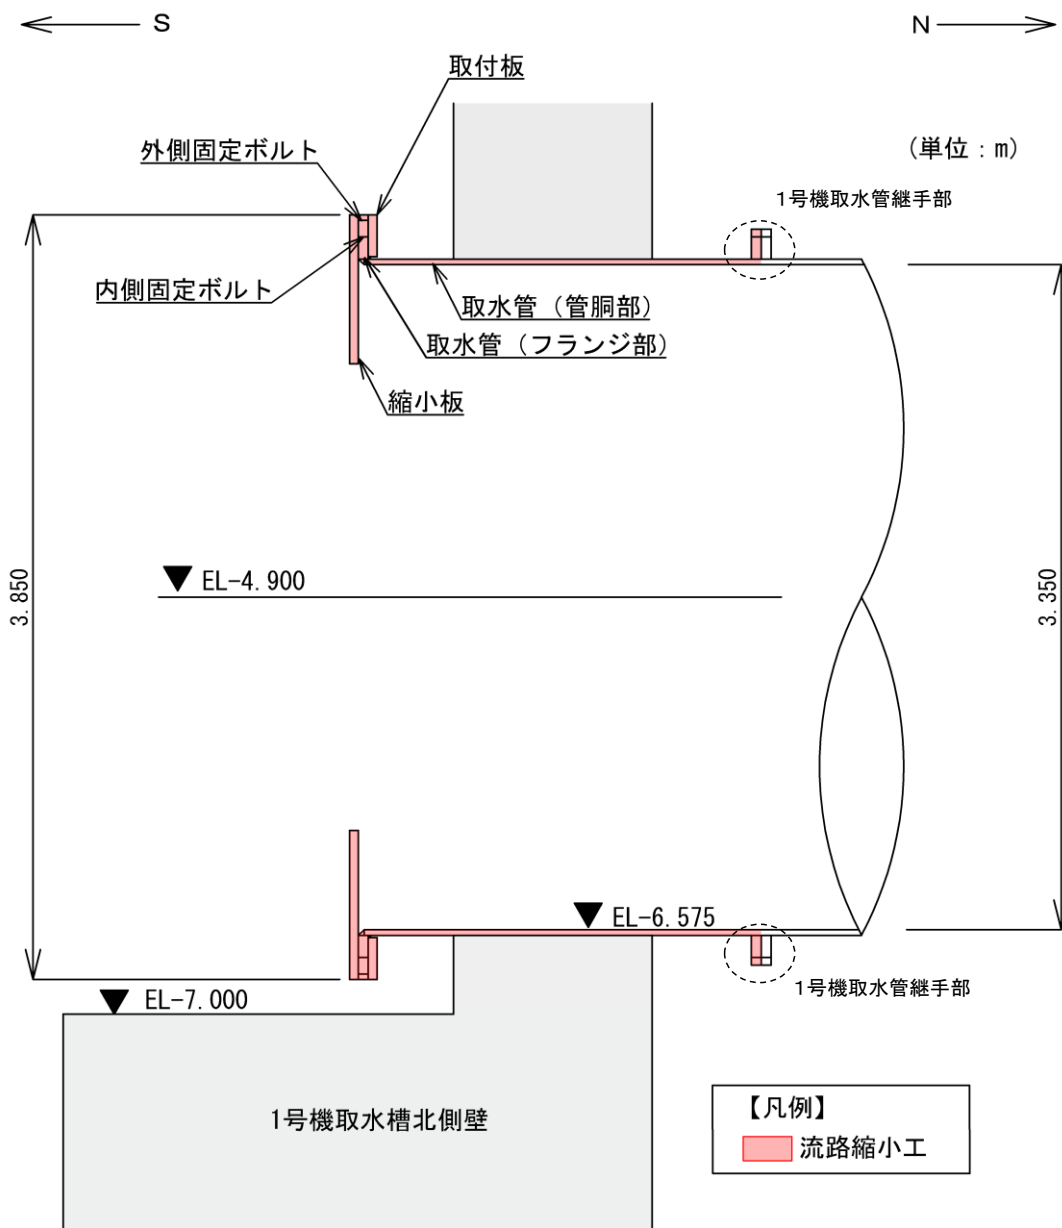 S
N
取付板
外側固定ボルト
(単位:m)
1号機取水管継手部
内側固定ボルト
取水管(管胴部)
取水管(フランジ部)
縮小板
EL-4.900
3.850
3.350
EL-6.575
1号機取水管継手部
EL-7.000
【凡例】
1号機取水槽北側壁
流路縮小工